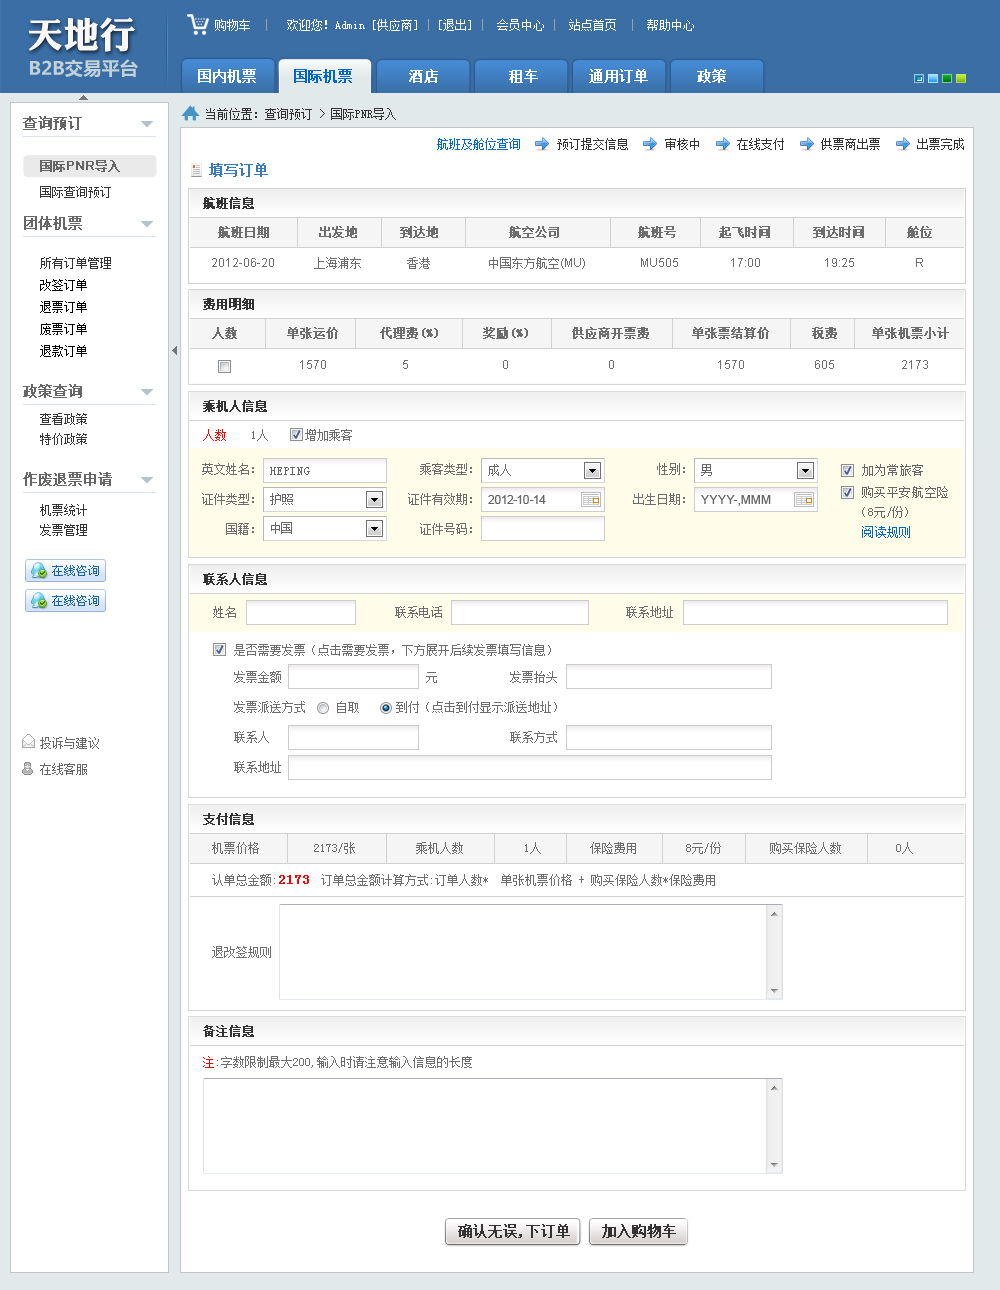 天地行
B2B交易平台
购物车 | 欢迎您! Admin [供应商] | [退出] | 会员中心 | 站点首页 | 帮助中心
国内机票 国际机票 酒店 租车 通用订单 政策
查询预订
国际PNR导入
国际查询预订
团体机票
所有订单管理
改签订单
退票订单
废票订单
退款订单
政策查询
查看政策
特价政策
作废退票申请
机票统计
发票管理
在线咨询
在线咨询
投诉与建议
在线客服
当前位置: 查询预订 > 国际PNR导入
航班及舱位查询 预订提交信息 审核中 在线支付 供票商出票 出票完成
填写订单
航班信息
航班日期 出发地 到达地 航空公司 航班号 起飞时间 到达时间 舱位
2012-06-20 上海浦东 香港 中国东方航空(MU) MU505 17:00 19:25 R
费用明细
人数 单张运价 代理费(%) 奖励(%) 供应商开票费 单张票结算价 税费 单张机票小计
1570 5 0 0 1570 605 2173
乘机人信息
人数 1人 增加乘客
英文姓名: HEPING 乘客类型: 成人 性别: 男 加为常旅客
证件类型: 护照 证件有效期: 2012-10-14 出生日期: YYYY-,MMM 购买平安航空险
(8元/份)
国籍: 中国 证件号码: 阅读规则
联系人信息
姓名 联系电话 联系地址
是否需要发票（点击需要发票，下方展开后续发票填写信息）
发票金额 元 发票抬头
发票派送方式 自取 到付（点击到付显示派送地址）
联系人 联系方式
联系地址
支付信息
机票价格 2173/张 乘机人数 1人 保险费用 8元/份 购买保险人数 0人
认单总金额: 2173 订单总金额计算方式:订单人数* 单张机票价格 + 购买保险人数*保险费用
退改签规则
备注信息
注:字数限制最大200,输入时请注意输入信息的长度
确认无误,下订单 加入购物车